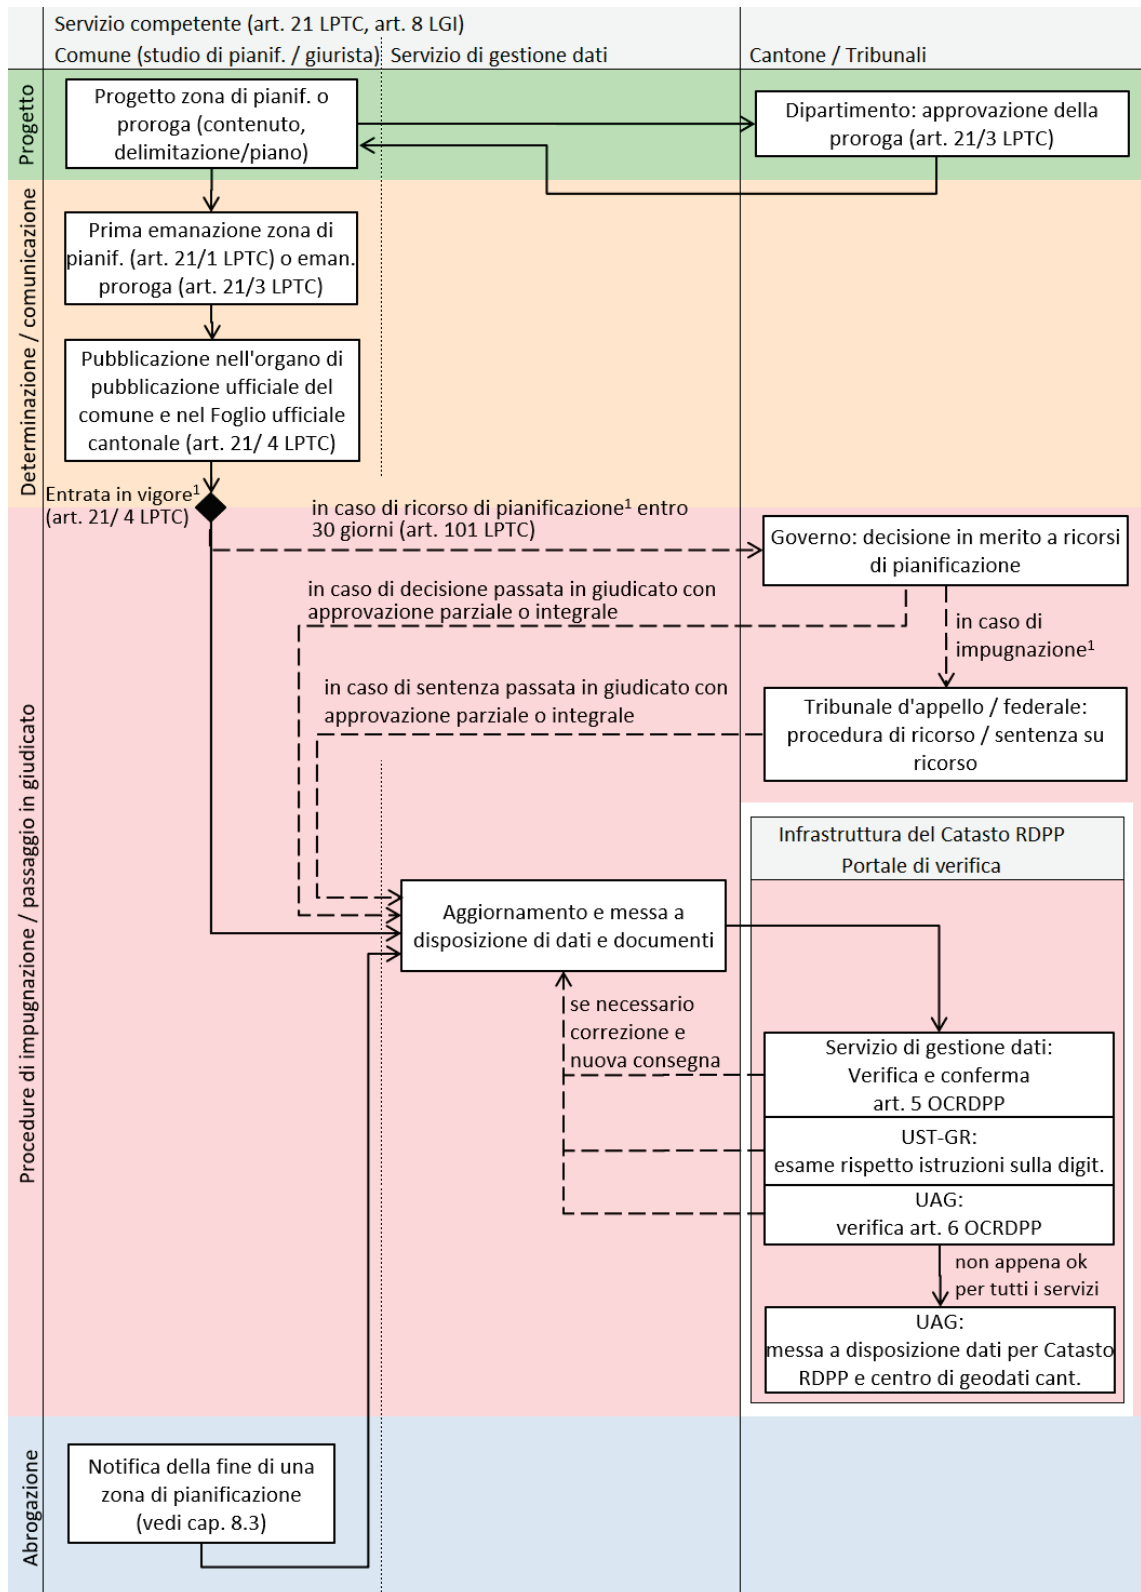 Servizio competente (art. 21 LPTC, art. 8 LGI)
Comune (studio di pianif. / giurista)
Servizio di gestione dati
Cantone / Tribunali
Progetto
Progetto zona di pianif. o
proroga (contenuto,
delimitazione/piano)
Dipartimento: approvazione della
proroga (art. 21/3 LPTC)
Determinazione / comunicazione
Prima emanazione zona di
pianif. (art. 21/1 LPTC) o eman.
proroga (art. 21/3 LPTC)
Pubblicazione nell'organo di
pubblicazione ufficiale del
comune e nel Foglio ufficiale
cantonale (art. 21/ 4 LPTC)
Entrata in vigore¹
(art. 21/ 4 LPTC)
in caso di ricorso di pianificazione¹ entro
30 giorni (art. 101 LPTC)
Procedure di impugnazione / passaggio in giudicato
Governo: decisione in merito a ricorsi
di pianificazione
in caso di decisione passata in giudicato con
approvazione parziale o integrale
in caso di
impugnazione¹
in caso di sentenza passata in giudicato con
approvazione parziale o integrale
Tribunale d'appello / federale:
procedura di ricorso / sentenza su
ricorso
Infrastruttura del Catasto RDPP
Portale di verifica
Aggiornamento e messa a
disposizione di dati e documenti
se necessario
correzione e
nuova consegna
Servizio di gestione dati:
Verifica e conferma
art. 5 OCRDPP
UST-GR:
esame rispetto istruzioni sulla digit.
UAG:
verifica art. 6 OCRDPP
non appena ok
per tutti i servizi
UAG:
messa a disposizione dati per Catasto
RDPP e centro di geodati cant.
Abrogazione
Notifica della fine di una
zona di pianificazione
(vedi cap. 8.3)